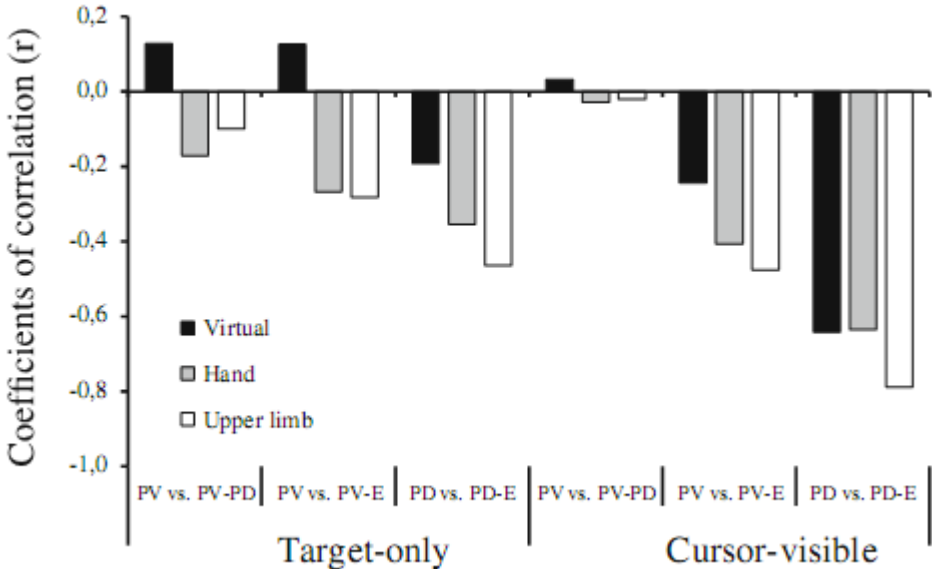 Coefficients of correlation (r)
0,2
0,0
-0,2
-0,4
-0,6
-0,8
-1,0
Virtual
Hand
Upper limb
PV vs. PV-PD
PV vs. PV-E
PD vs. PD-E
PV vs. PV-PD
PV vs. PV-E
PD vs. PD-E
Target-only
Cursor-visible